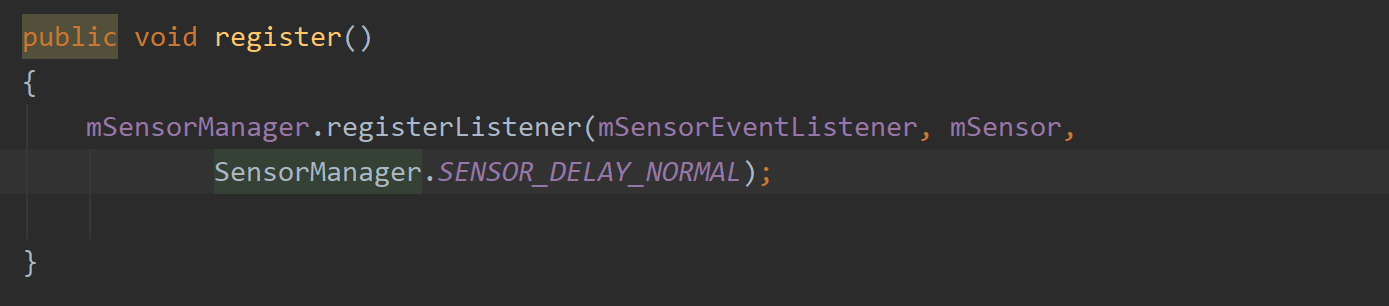 public void register()
{
    mSensorManager.registerListener(mSensorEventListener, mSensor,
            SensorManager.SENSOR_DELAY_NORMAL);
}